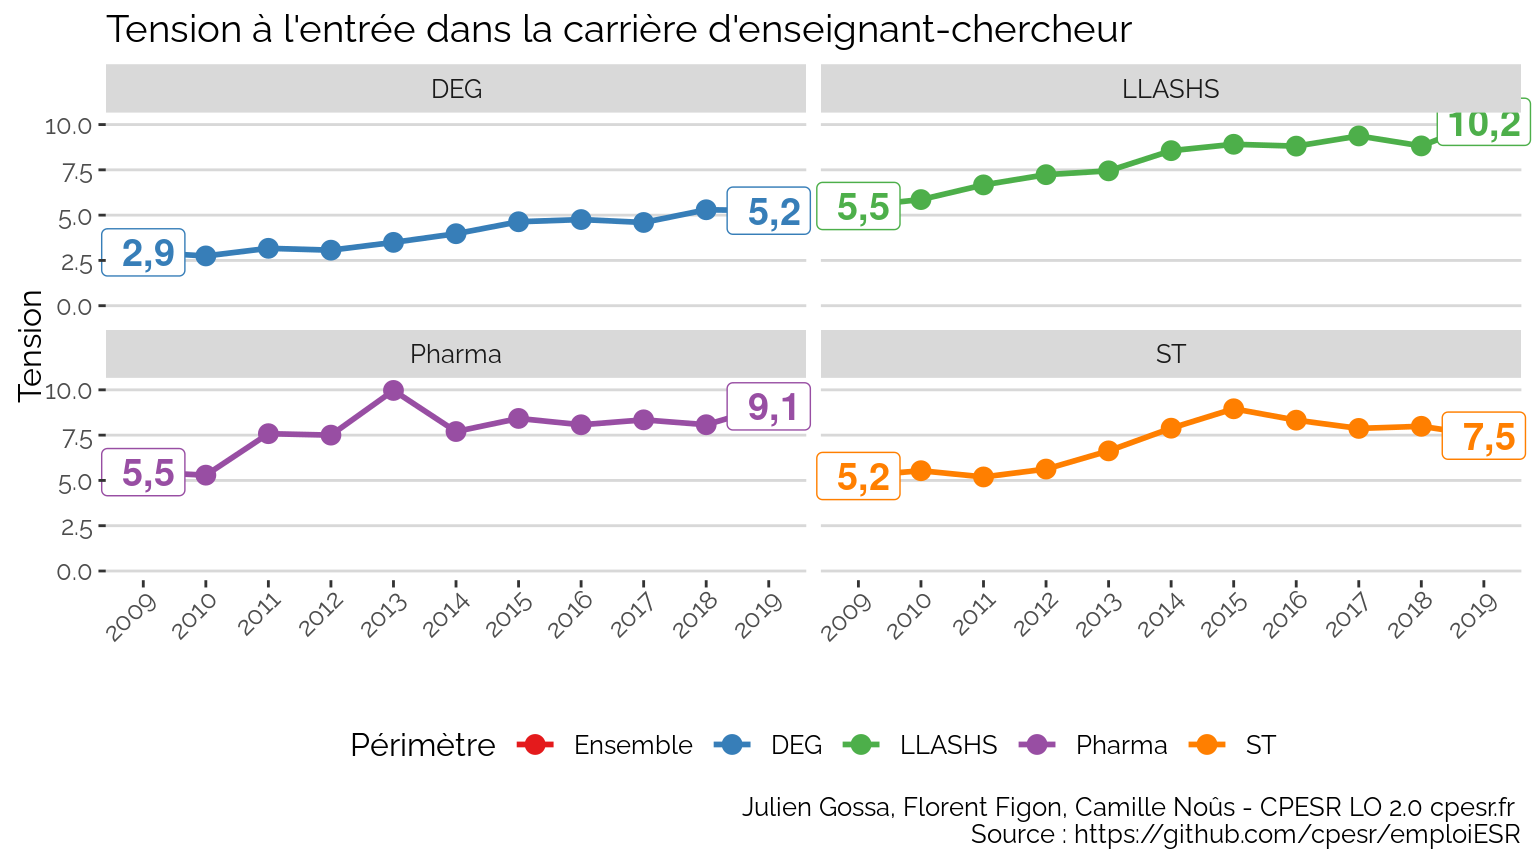 Tension à l'entrée dans la carrière d'enseignant-chercheur
DEG
LLASHS
10.0
7.5
5.0
2.5
0.0
2,9
5,2
5,5
10,2
Tension
Pharma
ST
10.0
7.5
5.0
2.5
0.0
5,5
9,1
5,2
7,5
2009 2010 2011 2012 2013 2014 2015 2016 2017 2018 2019
2009 2010 2011 2012 2013 2014 2015 2016 2017 2018 2019
Périmètre Ensemble DEG LLASHS Pharma ST
Julien Gossa, Florent Figon, Camille Noûs - CPESR LO 2.0 cpesr.fr
Source : https://github.com/cpesr/emploiESR